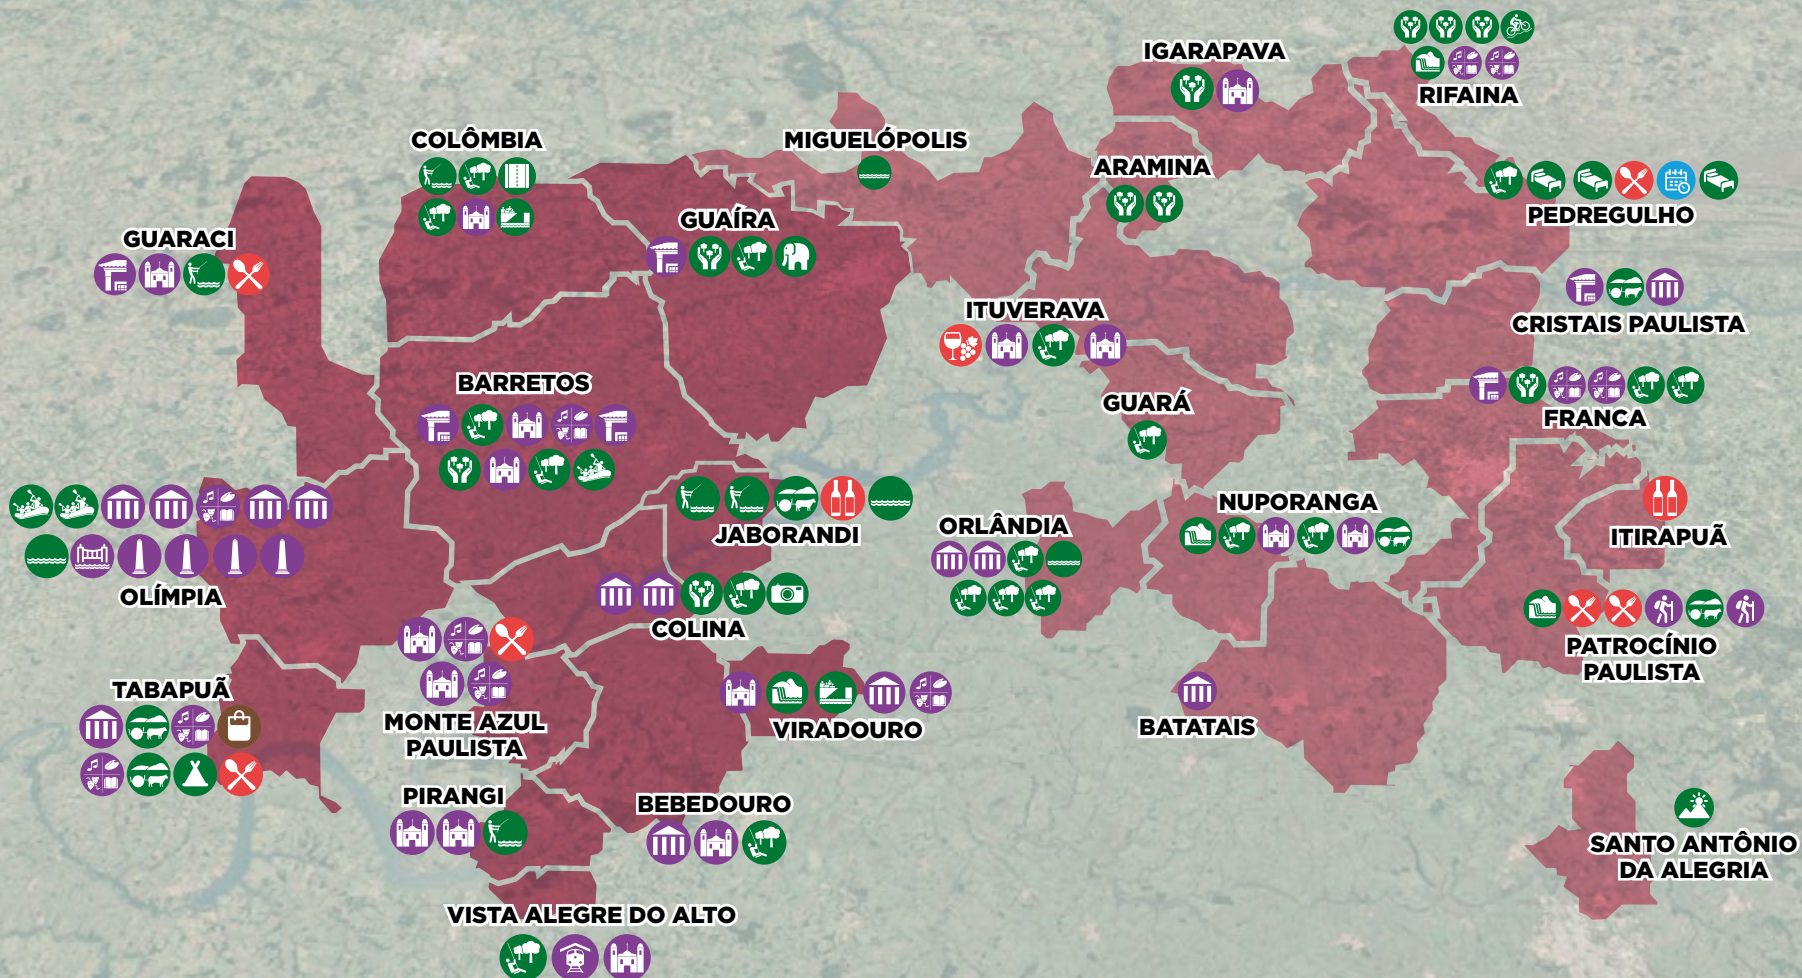 IGARAPAVA
RIFAINA
COLÔMBIA
MIGUELÓPOLIS
ARAMINA
GUARACI
GUAÍRA
PEDREGULHO
ITUVERAVA
CRISTAIS PAULISTA
BARRETOS
GUARÁ
FRANCA
JABORANDI
ORLÂNDIA
NUPORANGA
ITIRAPUÃ
OLÍMPIA
COLINA
PATROCÍNIO
PAULISTA
TABAPUÃ
MONTE AZUL
PAULISTA
VIRADOURO
BATATAIS
PIRANGI
BEBEDOURO
SANTO ANTÔNIO
DA ALEGRIA
VISTA ALEGRE DO ALTO